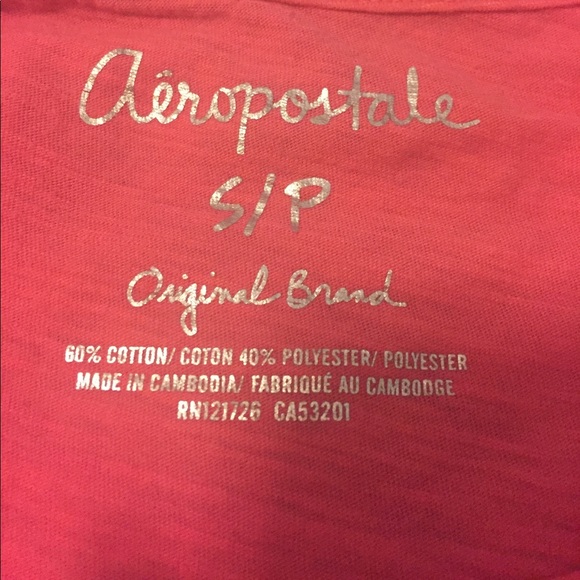 Aéropostale
S/P
Original Brand
60% COTTON/ COTON 40% POLYESTER/ POLYESTER
MADE IN CAMBODIA/ FABRIQUÉ AU CAMBODGE
RN121726 CA53201